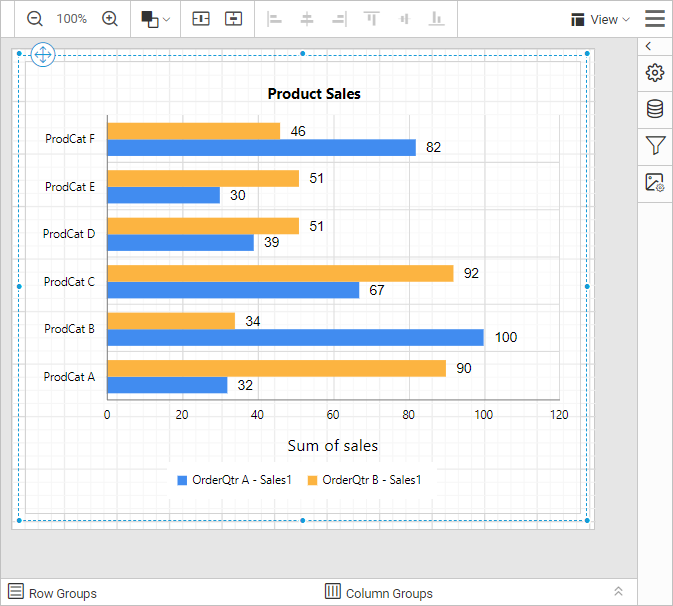 100% View
Product Sales
ProdCat F 46
82
ProdCat E 51
30
ProdCat D 51
39
ProdCat C 92
67
ProdCat B 34
100
ProdCat A 90
32
0 20 40 60 80 100 120
Sum of sales
OrderQtr A - Sales1 OrderQtr B - Sales1
Row Groups Column Groups